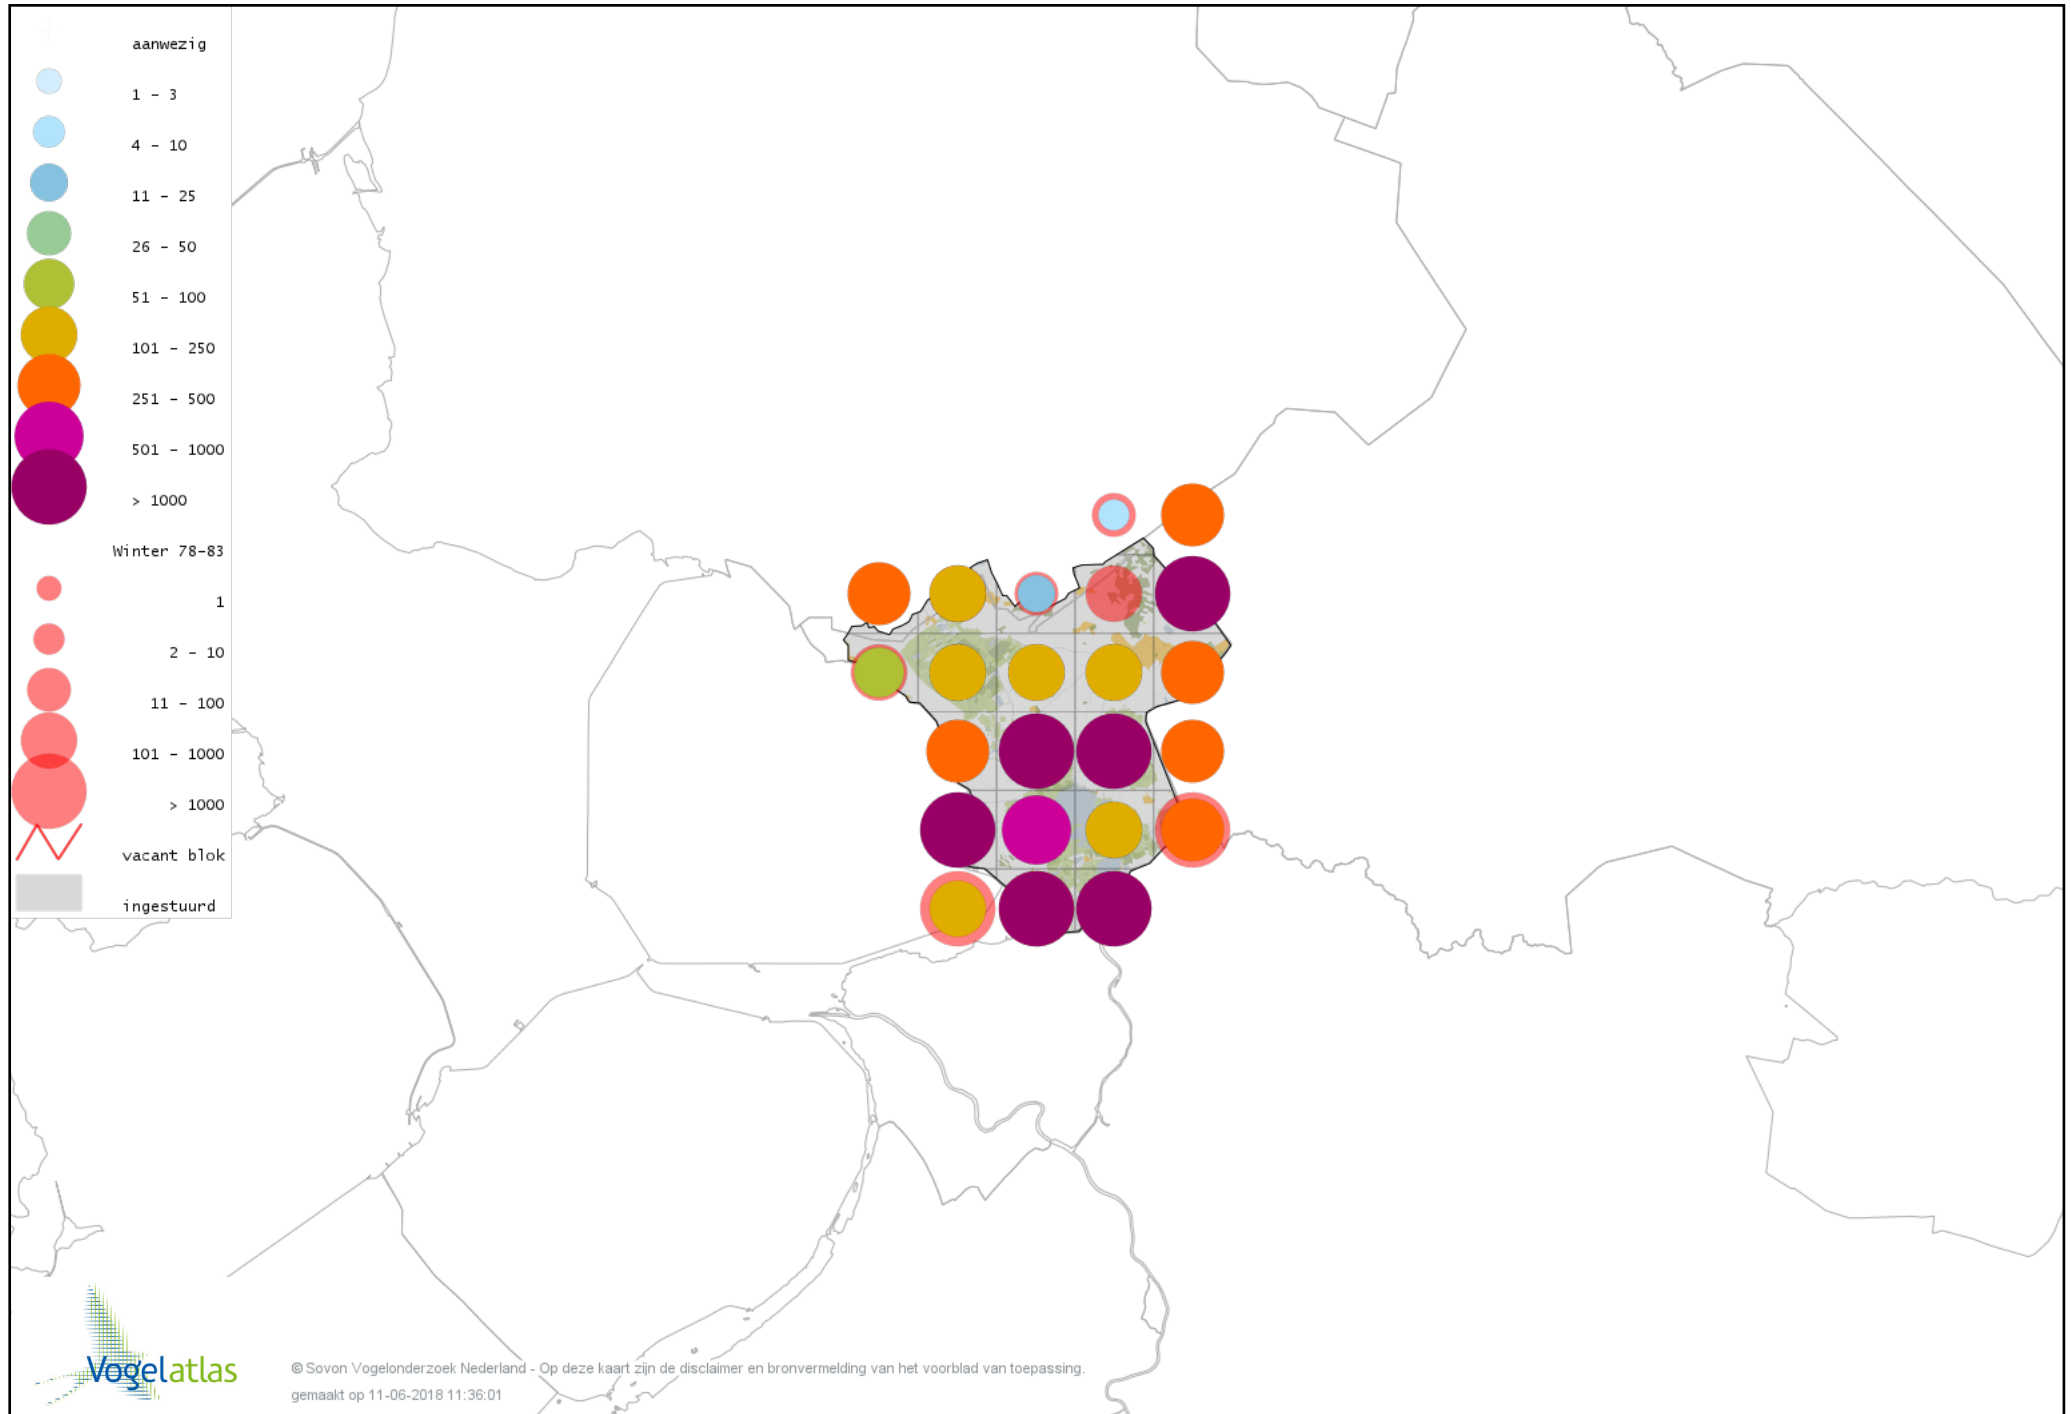 aanwezig
1 - 3
4 - 10
11 - 25
26 - 50
51 - 100
101 - 250
251 - 500
501 - 1000
> 1000
Winter 78-83
1
2 - 10
11 - 100
101 - 1000
> 1000
vacant blok
ingestuurd
Vogelatlas
© Sovon Vogelonderzoek Nederland - Op deze kaart zijn de disclaimer en bronvermelding van het voorblad van toepassing.
gemaakt op 11-06-2018 11:36:01